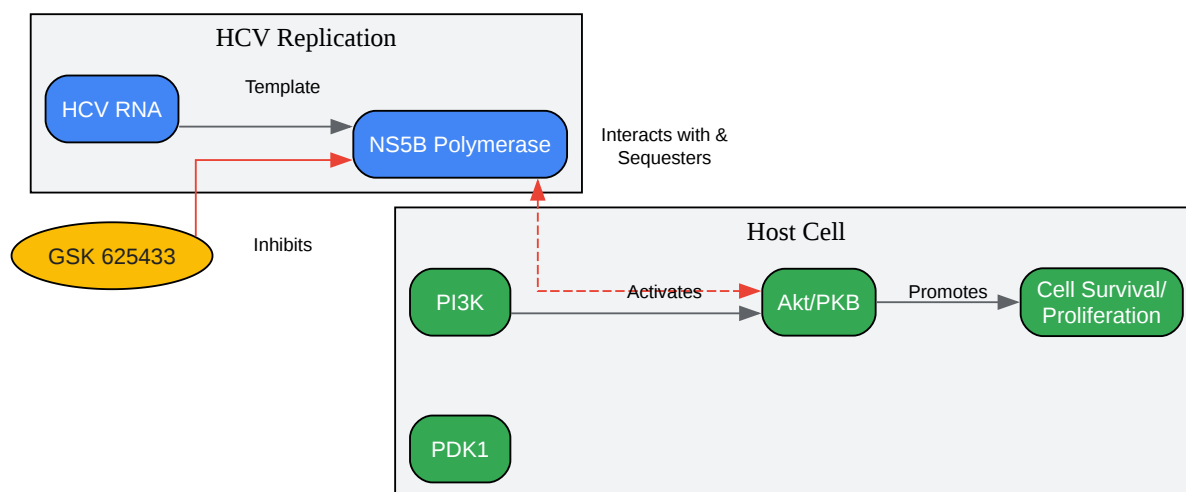 HCV Replication
HCV RNA
Template
NS5B Polymerase
Interacts with &
Sequesters
GSK 625433
Inhibits
Host Cell
PI3K
Activates
Akt/PKB
Promotes
Cell Survival/
Proliferation
PDK1